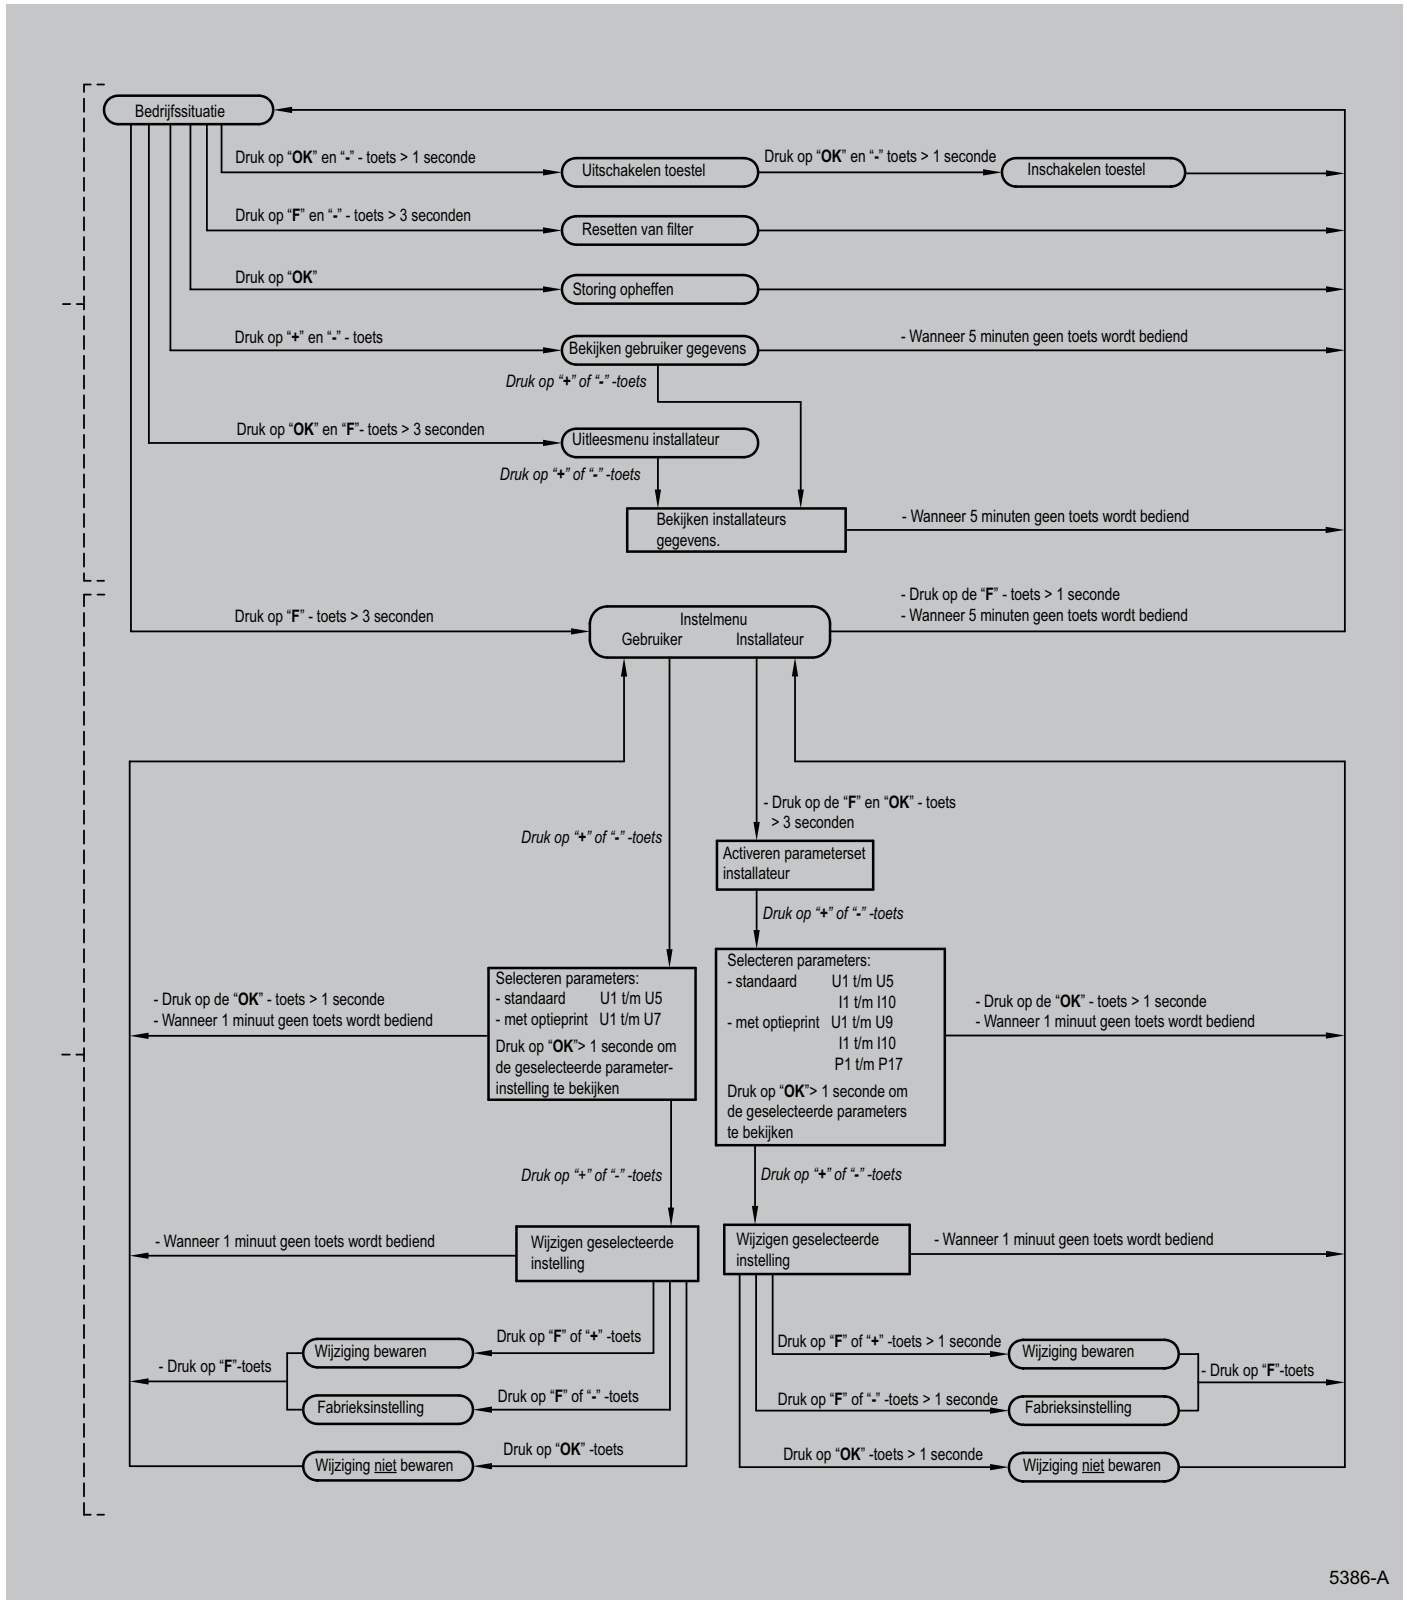 Bedrijfssituatie
Druk op “OK” en “-” - toets > 1 seconde
Uitschakelen toestel
Druk op “OK” en “-” toets > 1 seconde
Inschakelen toestel
Druk op “F” en “-” - toets > 3 seconden
Resetten van filter
Druk op “OK”
Storing opheffen
Druk op “+” en “-” - toets
Bekijken gebruiker gegevens
- Wanneer 5 minuten geen toets wordt bediend
Druk op “+” of “-” -toets
Druk op “OK” en “F”- toets > 3 seconden
Uitleesmenu installateur
Druk op “+” of “-” -toets
Bekijken installateurs
gegevens.
- Wanneer 5 minuten geen toets wordt bediend
Druk op “F” - toets > 3 seconden
Instelmenu
Gebruiker Installateur
- Druk op de “F” - toets > 1 seconde
- Wanneer 5 minuten geen toets wordt bediend
Druk op “+” of “-” -toets
- Druk op de “F” en “OK” - toets
> 3 seconden
Activeren parameterset
installateur
Druk op “+” of “-” -toets
- Druk op de “OK” - toets > 1 seconde
- Wanneer 1 minuut geen toets wordt bediend
Selecteren parameters:
- standaard U1 t/m U5
- met optieprint U1 t/m U7
Druk op “OK”> 1 seconde om
de geselecteerde parameter-
instelling te bekijken
Selecteren parameters:
- standaard U1 t/m U5
I1 t/m I10
- met optieprint U1 t/m U9
I1 t/m I10
P1 t/m P17
Druk op “OK”> 1 seconde om
de geselecteerde parameters
te bekijken
- Druk op de “OK” - toets > 1 seconde
- Wanneer 1 minuut geen toets wordt bediend
Druk op “+” of “-” -toets
Druk op “+” of “-” -toets
- Wanneer 1 minuut geen toets wordt bediend
Wijzigen geselecteerde
instelling
Wijzigen geselecteerde
instelling
- Wanneer 1 minuut geen toets wordt bediend
Druk op “F” of “+” -toets
Wijziging bewaren
- Druk op “F”-toets
Druk op “F” of “-” -toets
Fabrieksinstelling
Druk op “OK” -toets
Wijziging niet bewaren
Druk op “F” of “+” -toets > 1 seconde
Wijziging bewaren
- Druk op “F”-toets
Druk op “F” of “-” -toets > 1 seconde
Fabrieksinstelling
Druk op “OK” -toets > 1 seconde
Wijziging niet bewaren
5386-A